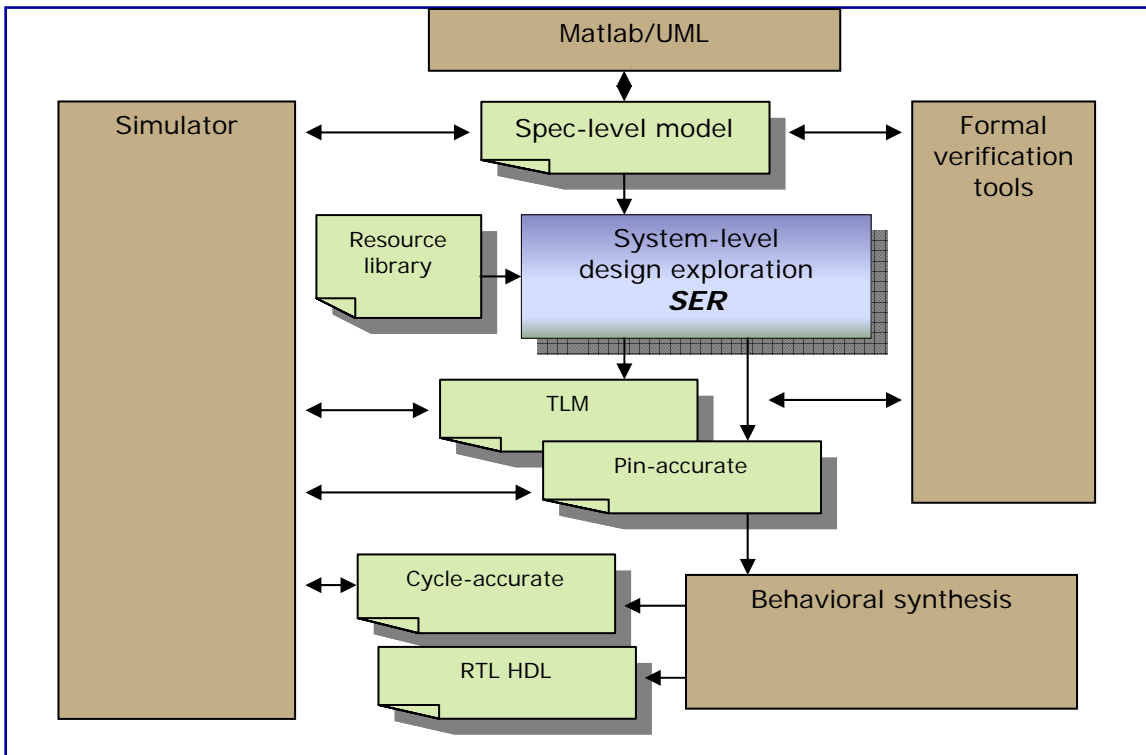 Matlab/UML
Simulator
Spec-level model
Formal
verification
tools
Resource
library
System-level
design exploration
SER
TLM
Pin-accurate
Cycle-accurate
Behavioral synthesis
RTL HDL